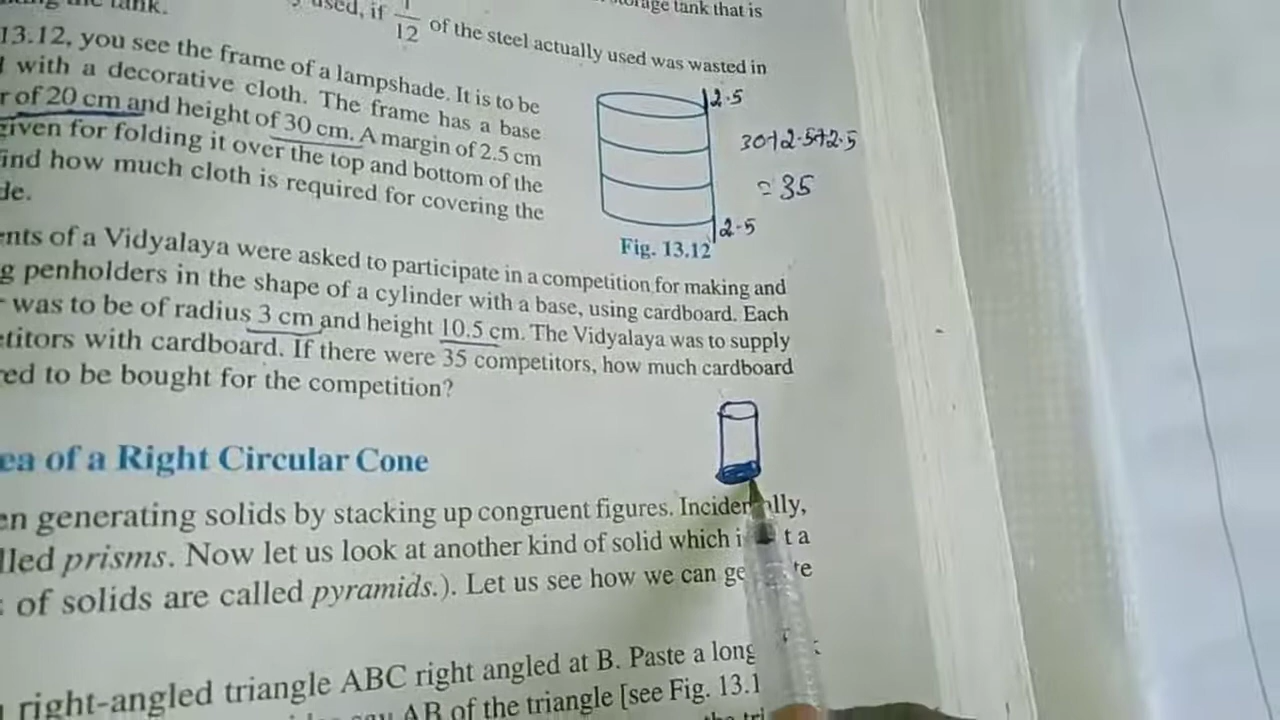 tank.
used, if 1/12 of the steel actually used was wasted in
storage tank that is
13.12, you see the frame of a lampshade. It is to be
with a decorative cloth. The frame has a base
r of 20 cm and height of 30 cm. A margin of 2.5 cm
given for folding it over the top and bottom of the
ind how much cloth is required for covering the
de.
2.5
30+2.5+2.5
= 35
2.5
Fig. 13.12
ents of a Vidyalaya were asked to participate in a competition for making and
g penholders in the shape of a cylinder with a base, using cardboard. Each
was to be of radius 3 cm and height 10.5 cm. The Vidyalaya was to supply
etitors with cardboard. If there were 35 competitors, how much cardboard
red to be bought for the competition?
ea of a Right Circular Cone
en generating solids by stacking up congruent figures. Incider ally,
lled prisms. Now let us look at another kind of solid which i t a
of solids are called pyramids.). Let us see how we can ge te
right-angled triangle ABC right angled at B. Paste a long
AB of the triangle [see Fig. 13.1